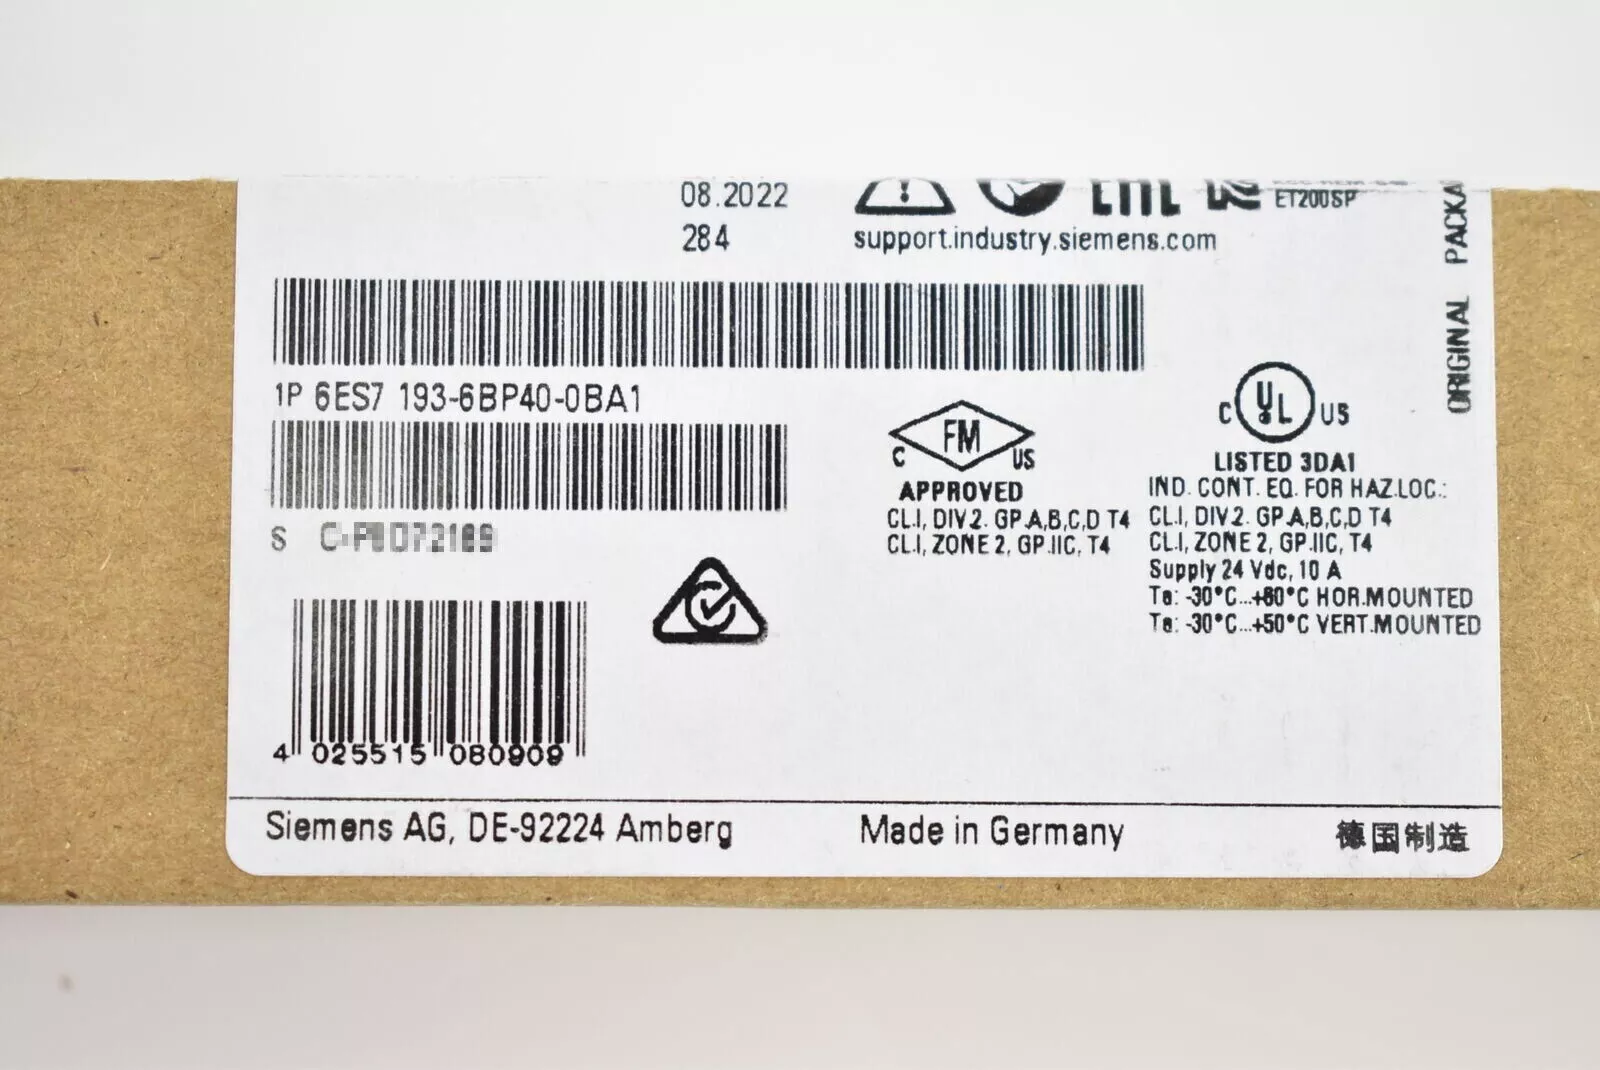 08.2022
284
ET200SP
support.industry.siemens.com
ORIGINAL
1P 6ES7 193-6BP40-0BA1
S
C FM US
APPROVED
CL.I, DIV.2. GP.A,B,C,D T4
CL.I, ZONE 2, GP.IIC, T4
C UL US
LISTED 3DA1
IND. CONT. EQ. FOR HAZ.LOC.:
CL.I, DIV.2. GP.A,B,C,D T4
CL.I, ZONE 2, GP.IIC, T4
Supply 24 Vdc, 10 A
Ta: -30°C...+60°C HOR.MOUNTED
Ta: -30°C...+50°C VERT.MOUNTED
4 025515 080909
Siemens AG, DE-92224 Amberg
Made in Germany
德国制造